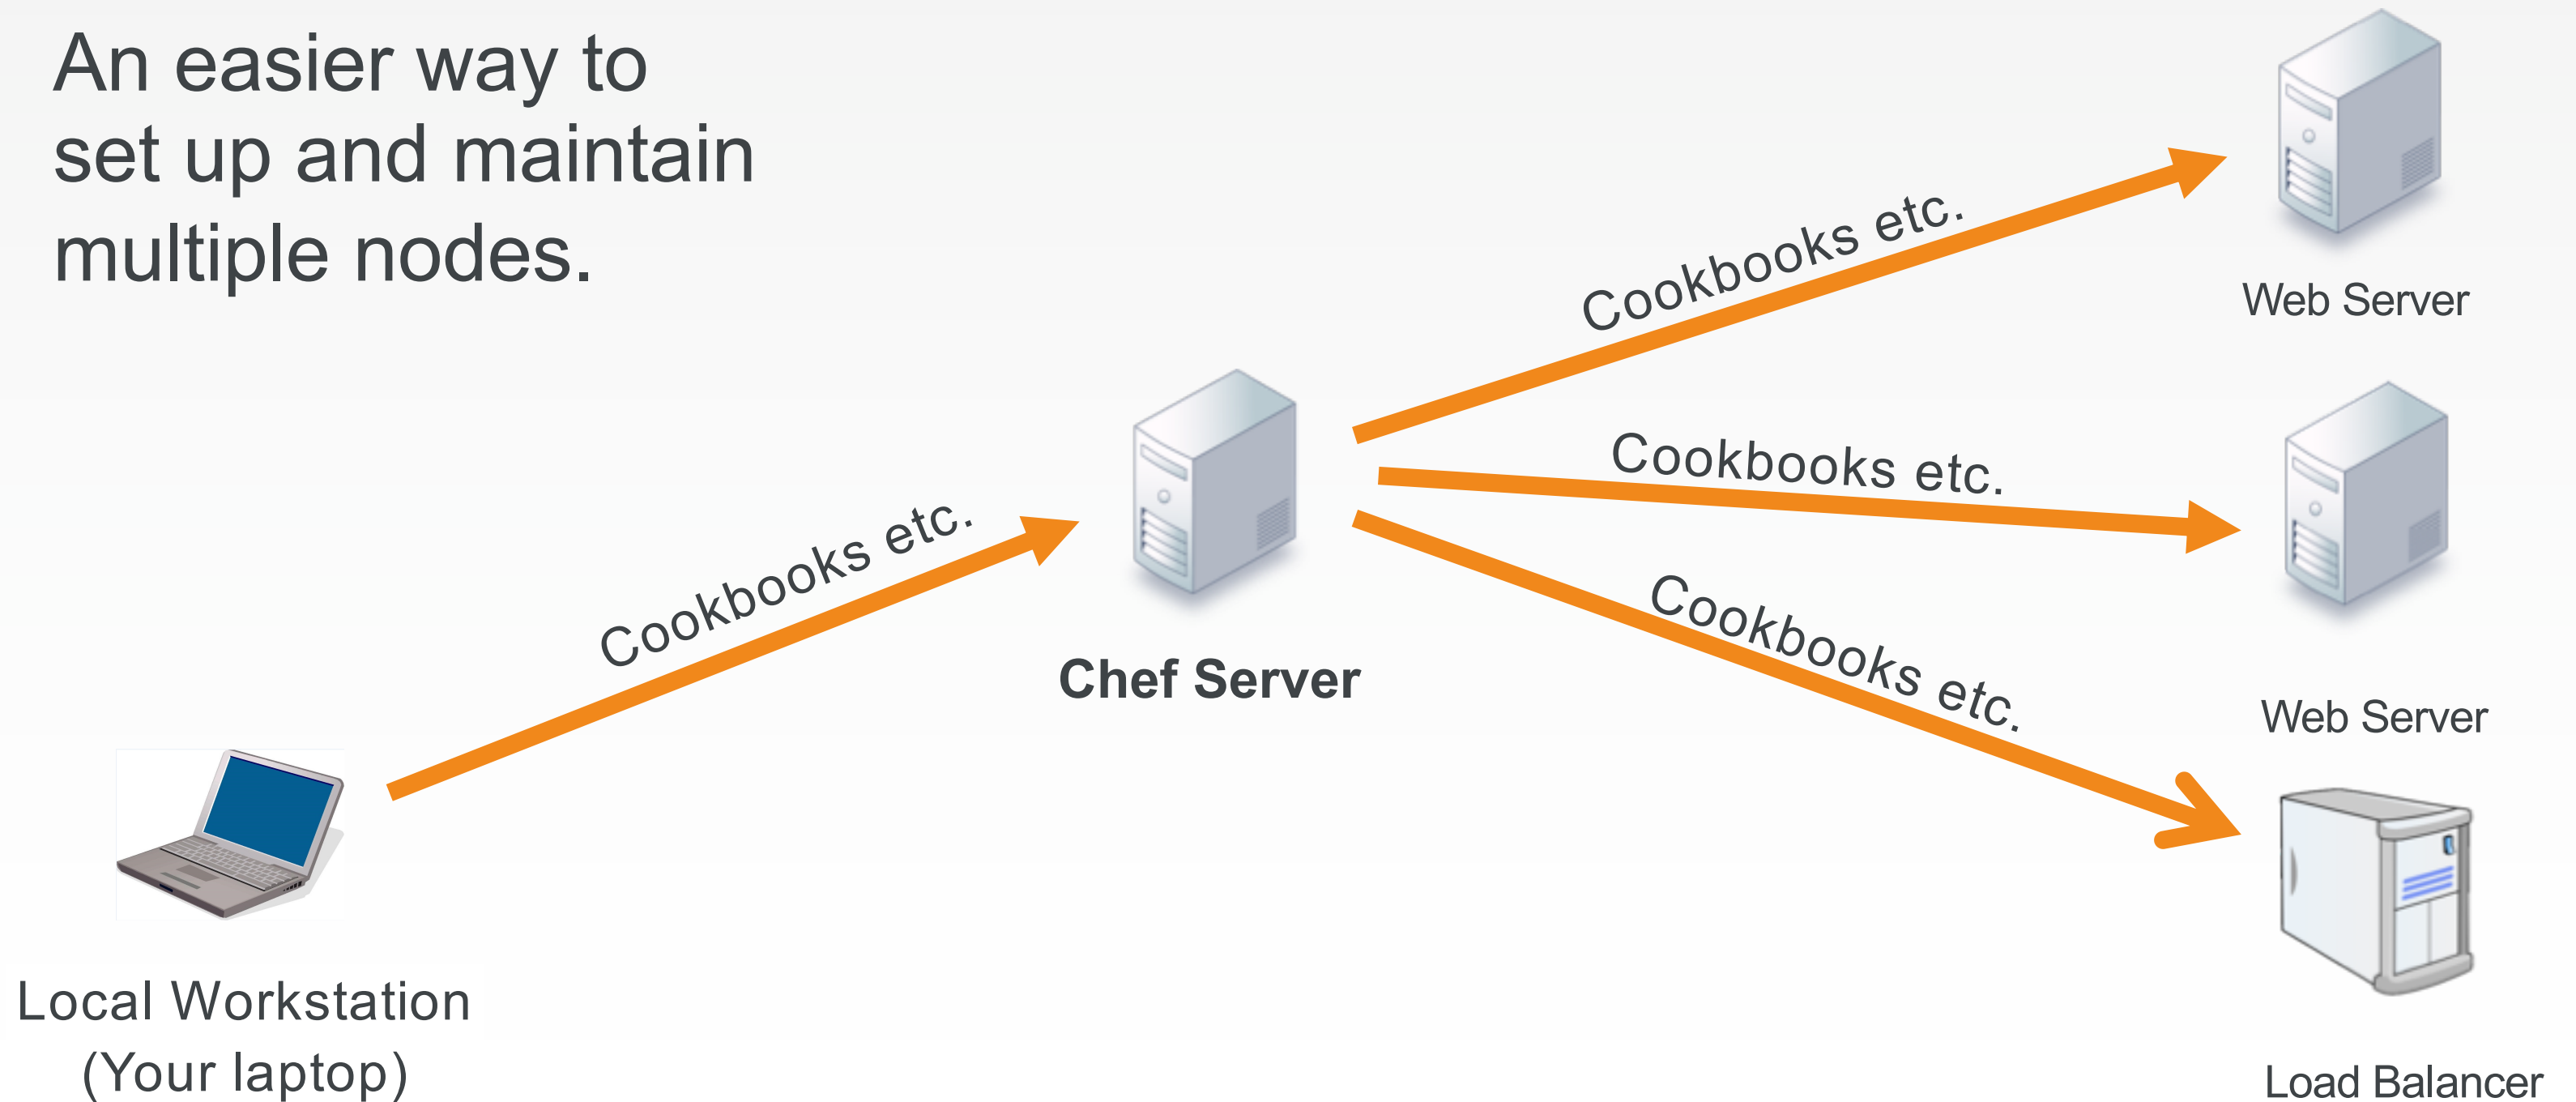 An easier way to
set up and maintain
multiple nodes.
Cookbooks etc.
Web Server
Cookbooks etc.
Cookbooks etc.
Chef Server
Cookbooks etc.
Web Server
Local Workstation
(Your laptop)
Load Balancer